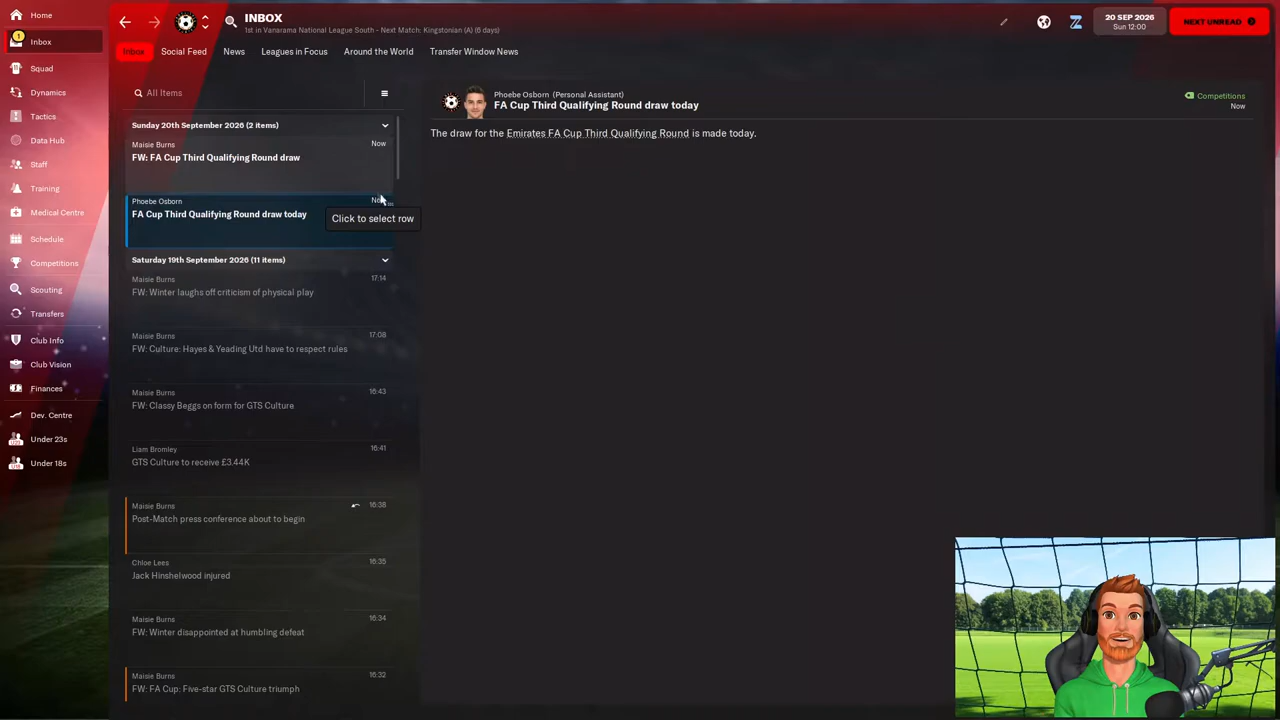 Home
1
Inbox
Squad
Dynamics
Tactics
Data Hub
Staff
Training
Medical Centre
Schedule
Competitions
Scouting
Transfers
Club Info
Club Vision
Finances
Dev. Centre
Under 23s
Under 18s
INBOX
1st in Vanarama National League South - Next Match: Kingstonian (A) (6 days)
20 SEP 2026
Sun 12:00
NEXT UNREAD
Inbox
Social Feed
News
Leagues in Focus
Around the World
Transfer Window News
All Items
Sunday 20th September 2026 (2 items)
Maisie Burns
Now
FW: FA Cup Third Qualifying Round draw
Phoebe Osborn
FA Cup Third Qualifying Round draw today
Click to select row
Saturday 19th September 2026 (11 items)
Maisie Burns
17:14
FW: Winter laughs off criticism of physical play
Maisie Burns
17:08
FW: Culture: Hayes & Yeading Utd have to respect rules
Maisie Burns
16:43
FW: Classy Beggs on form for GTS Culture
Liam Bromley
16:41
GTS Culture to receive £3.44K
Maisie Burns
16:38
Post-Match press conference about to begin
Chloe Lees
16:35
Jack Hinshelwood injured
Maisie Burns
16:34
FW: Winter disappointed at humbling defeat
Maisie Burns
16:32
FW: FA Cup: Five-star GTS Culture triumph
Phoebe Osborn (Personal Assistant)
FA Cup Third Qualifying Round draw today
Competitions
Now
The draw for the Emirates FA Cup Third Qualifying Round is made today.